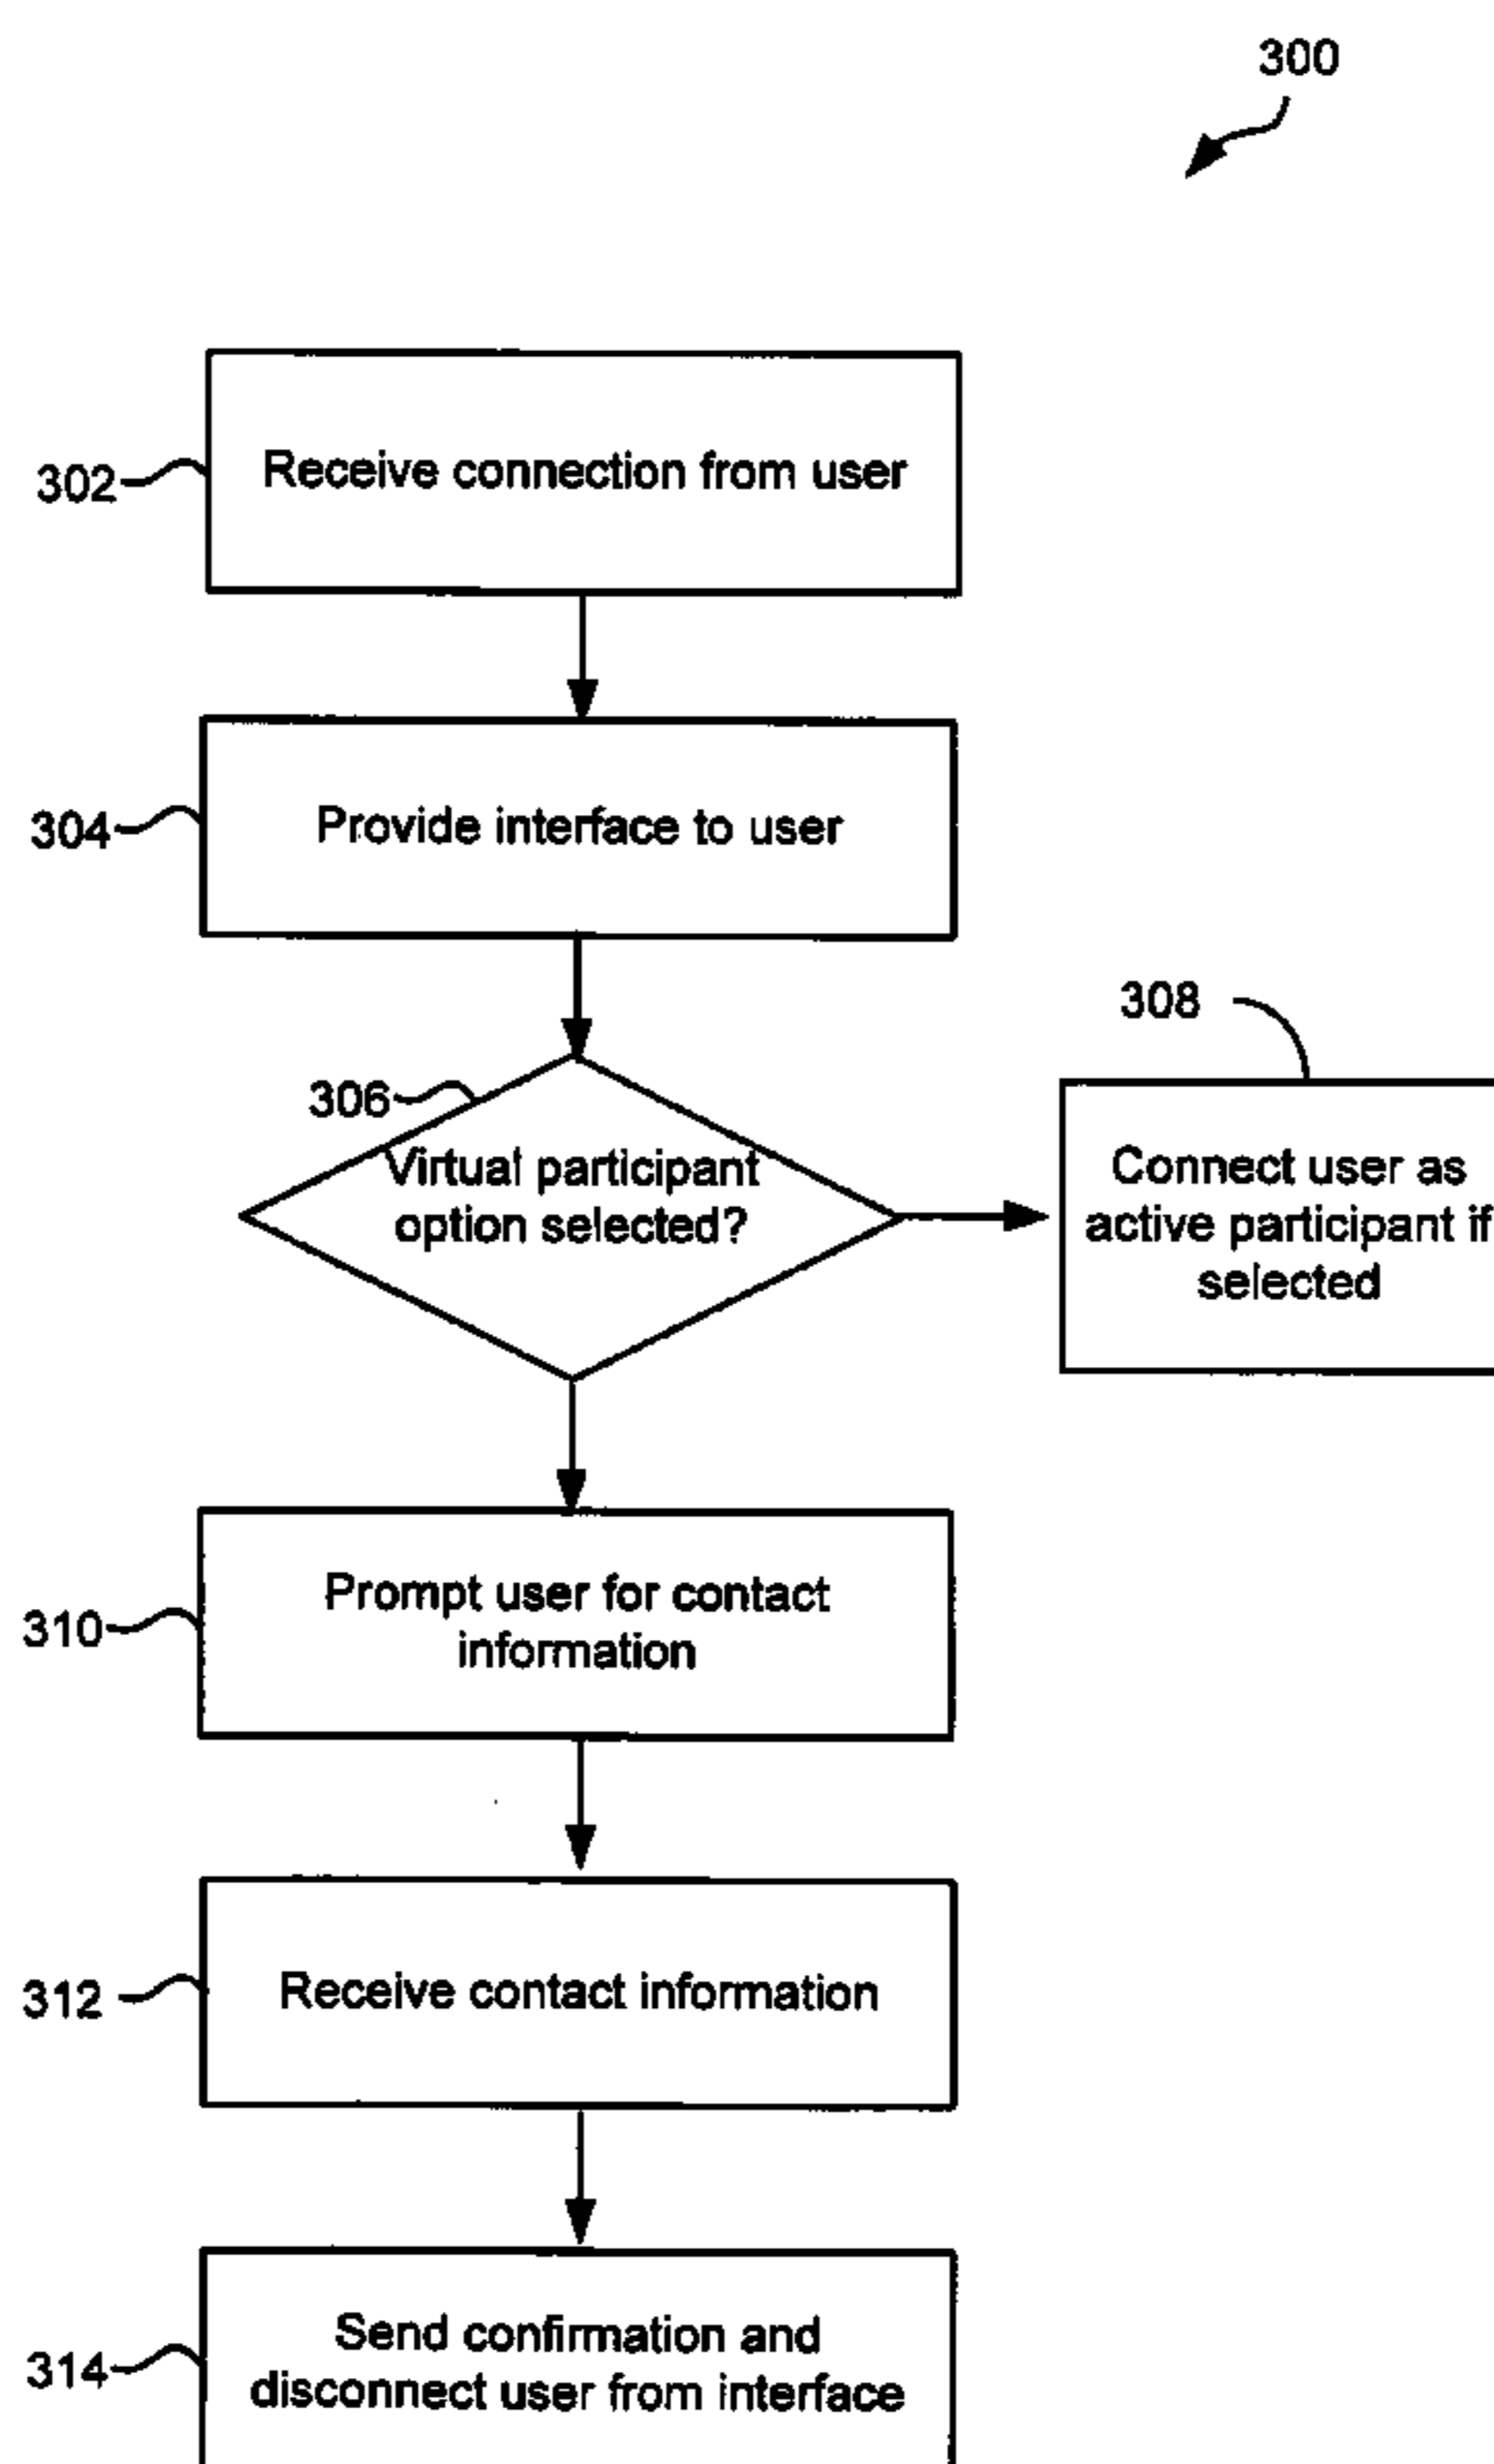 300
302
Receive connection from user
304
Provide interface to user
306
Virtual participant
option selected?
308
Connect user as
active participant if
selected
310
Prompt user for contact
information
312
Receive contact information
314
Send confirmation and
disconnect user from interface